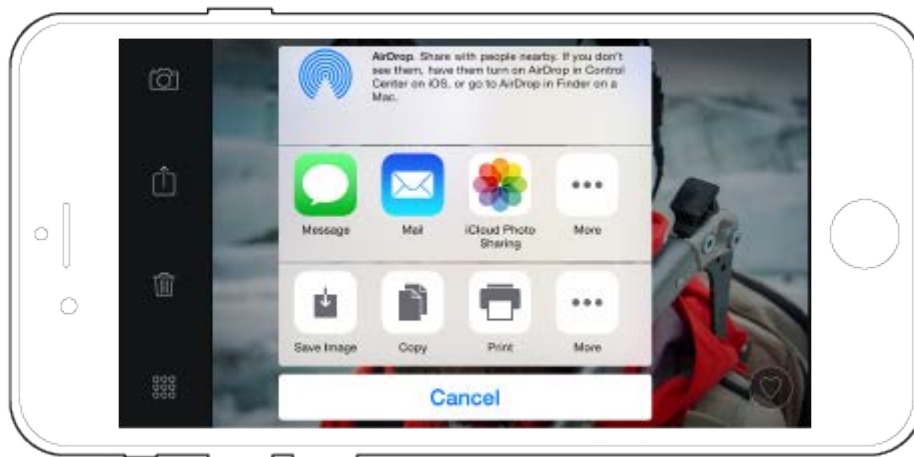 AirDrop. Share with people nearby. If you don't
see them, have them turn on AirDrop in Control
Center on iOS, or go to AirDrop in Finder on a
Mac.
Message
Mail
iCloud Photo
Sharing
More
Save Image
Copy
Print
More
Cancel